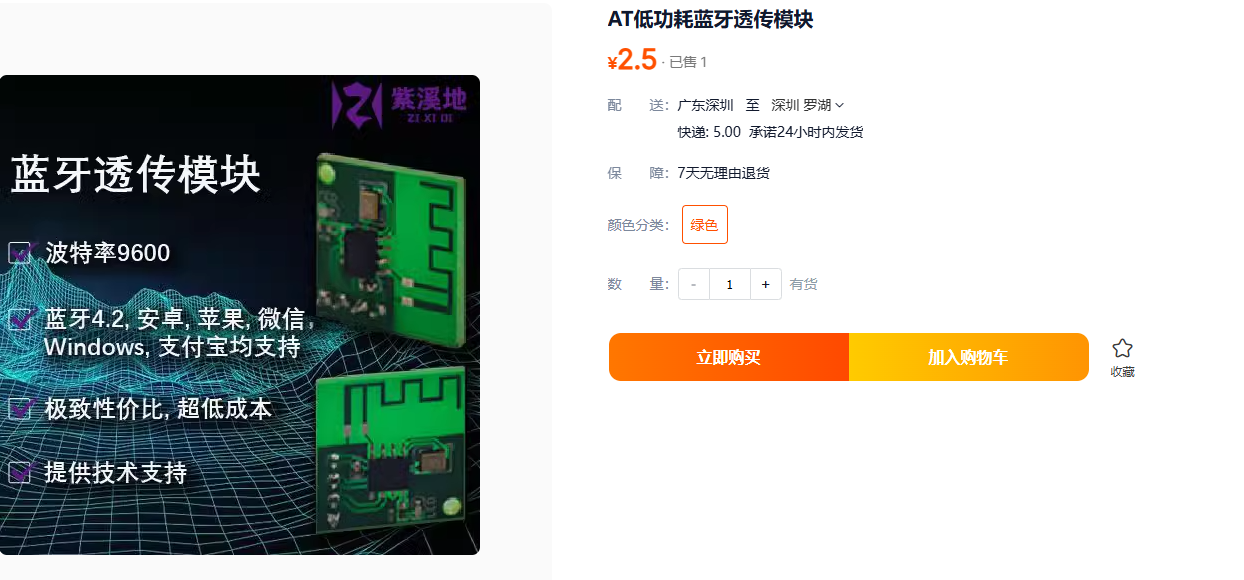 紫溪地
ZI XI DI
蓝牙透传模块
波特率9600
蓝牙4.2, 安卓, 苹果, 微信,
Windows, 支付宝均支持
极致性价比, 超低成本
提供技术支持
AT低功耗蓝牙透传模块
¥2.5 · 已售 1
配 送： 广东深圳 至 深圳 罗湖
快递: 5.00 承诺24小时内发货
保 障： 7天无理由退货
颜色分类： 绿色
数 量： - 1 + 有货
立即购买 加入购物车
收藏